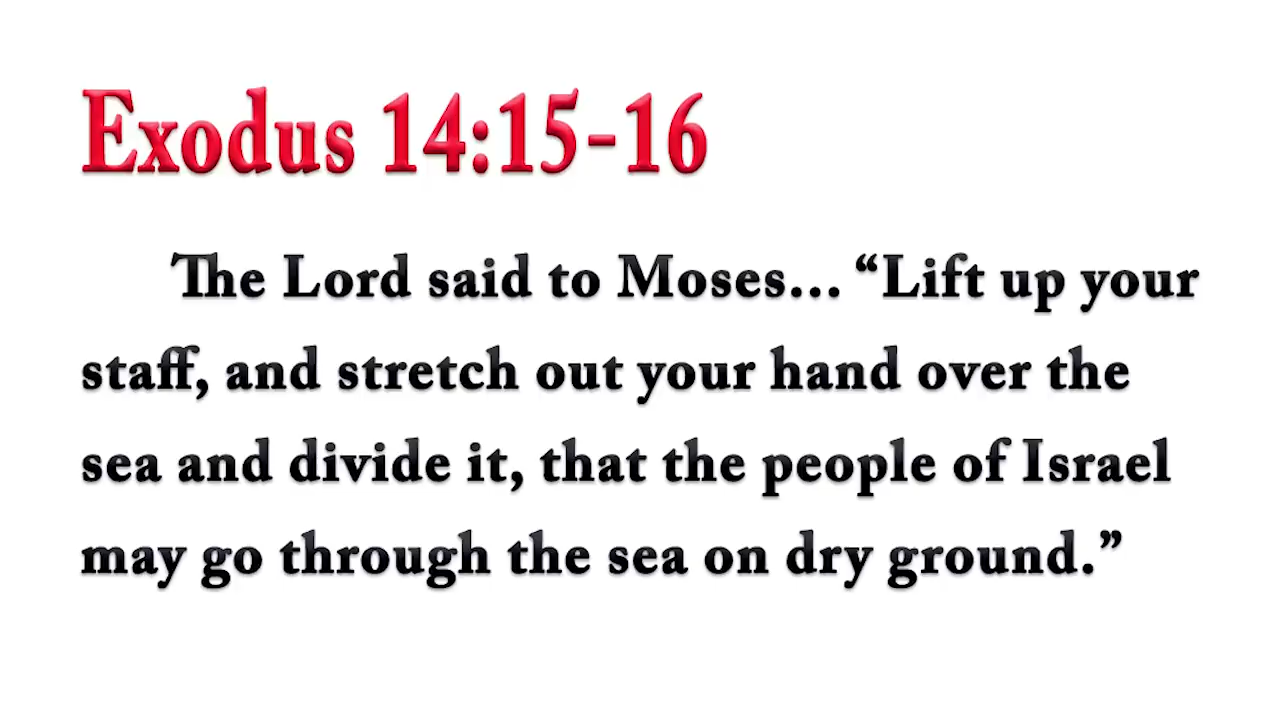 Exodus 14:15-16
The Lord said to Moses… “Lift up your
staff, and stretch out your hand over the
sea and divide it, that the people of Israel
may go through the sea on dry ground.”